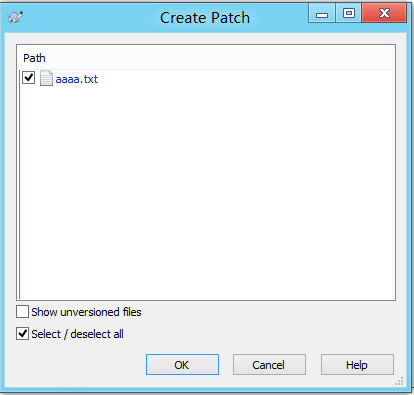 Create Patch
Path
aaaa.txt
Show unversioned files
Select / deselect all
OK Cancel Help